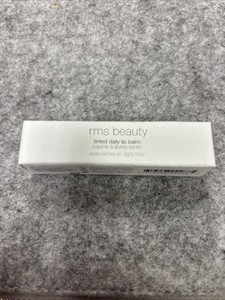 rms beauty
tinted daily lip balm
baume à lèvres teinté